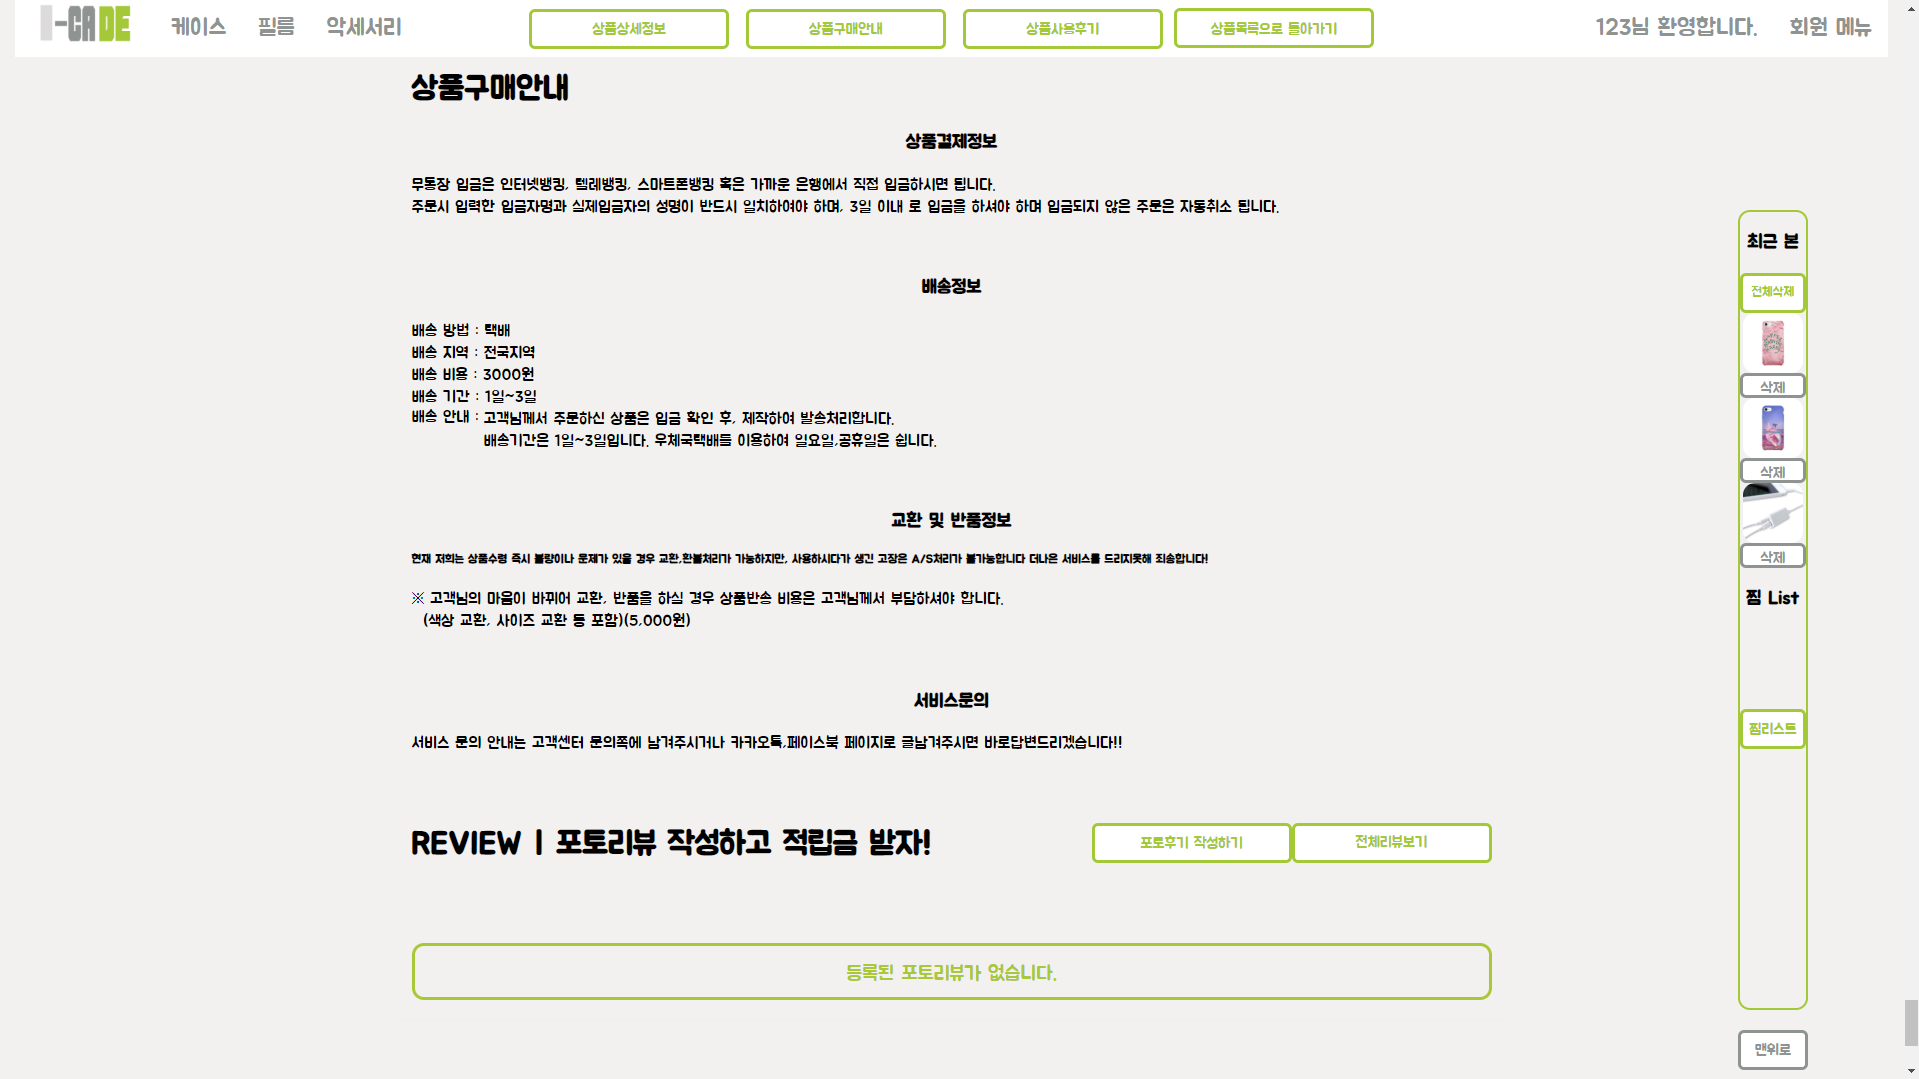 I-CADE
케이스 필름 악세서리
상품상세정보 상품구매안내 상품사용후기 상품목록으로 돌아가기
123님 환영합니다. 회원 메뉴
상품구매안내
상품결제정보
무통장 입금은 인터넷뱅킹, 텔레뱅킹, 스마트폰뱅킹 혹은 가까운 은행에서 직접 입금하시면 됩니다.
주문시 입력한 입금자명과 실제입금자의 성명이 반드시 일치하여야 하며, 3일 이내 로 입금을 하셔야 하며 입금되지 않은 주문은 자동취소 됩니다.
배송정보
배송 방법 : 택배
배송 지역 : 전국지역
배송 비용 : 3000원
배송 기간 : 1일~3일
배송 안내 : 고객님께서 주문하신 상품은 입금 확인 후, 제작하여 발송처리합니다.
배송기간은 1일~3일입니다. 우체국택배를 이용하여 일요일,공휴일은 쉽니다.
교환 및 반품정보
현재 저희는 상품수령 즉시 불량이나 문제가 있을 경우 교환,환불처리가 가능하지만, 사용하시다가 생긴 고장은 A/S처리가 불가능합니다 더나은 서비스를 드리지못해 죄송합니다!
※ 고객님의 마음이 바뀌어 교환, 반품을 하실 경우 상품반송 비용은 고객님께서 부담하셔야 합니다.
(색상 교환, 사이즈 교환 등 포함)(5,000원)
서비스문의
서비스 문의 안내는 고객센터 문의쪽에 남겨주시거나 카카오톡,페이스북 페이지로 글남겨주시면 바로답변드리겠습니다!!
REVIEW | 포토리뷰 작성하고 적립금 받자!
포토후기 작성하기 전체리뷰보기
등록된 포토리뷰가 없습니다.
최근 본
전체삭제
삭제
삭제
삭제
찜 List
찜리스트
맨위로